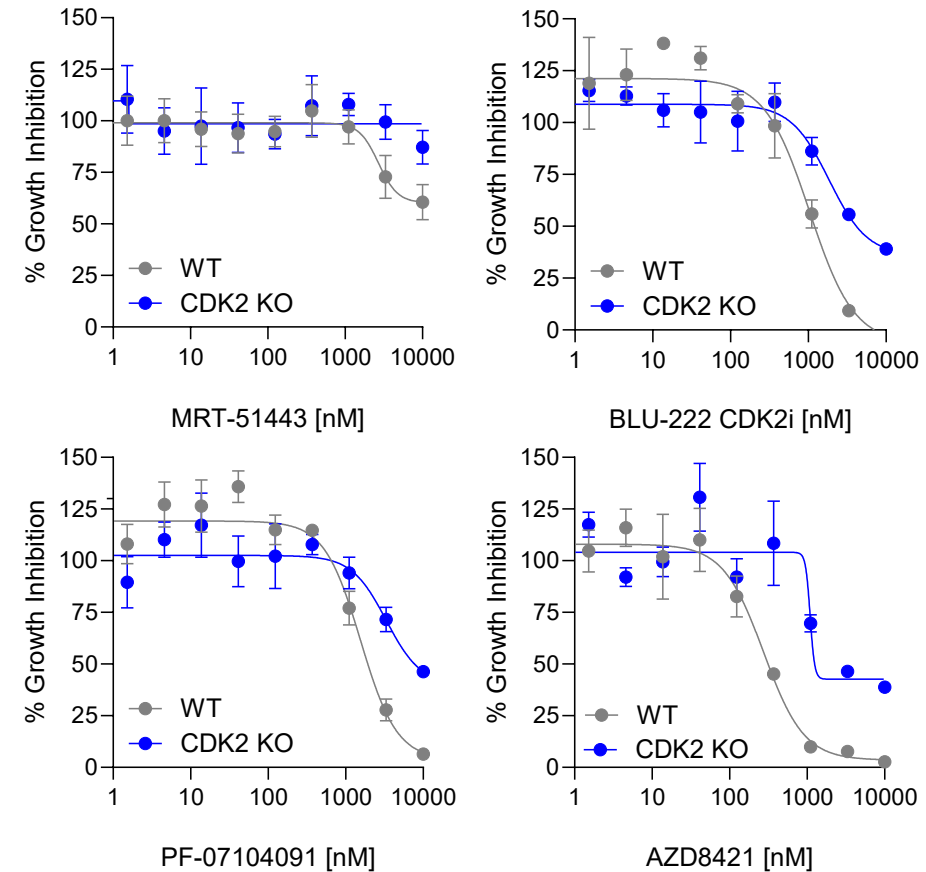 150
125
100
75
50
25
0
% Growth Inhibition
WT
CDK2 KO
1 10 100 1000 10000
MRT-51443 [nM]
150
125
100
75
50
25
0
% Growth Inhibition
WT
CDK2 KO
1 10 100 1000 10000
BLU-222 CDK2i [nM]
150
125
100
75
50
25
0
% Growth Inhibition
WT
CDK2 KO
1 10 100 1000 10000
PF-07104091 [nM]
150
125
100
75
50
25
0
% Growth Inhibition
WT
CDK2 KO
1 10 100 1000 10000
AZD8421 [nM]